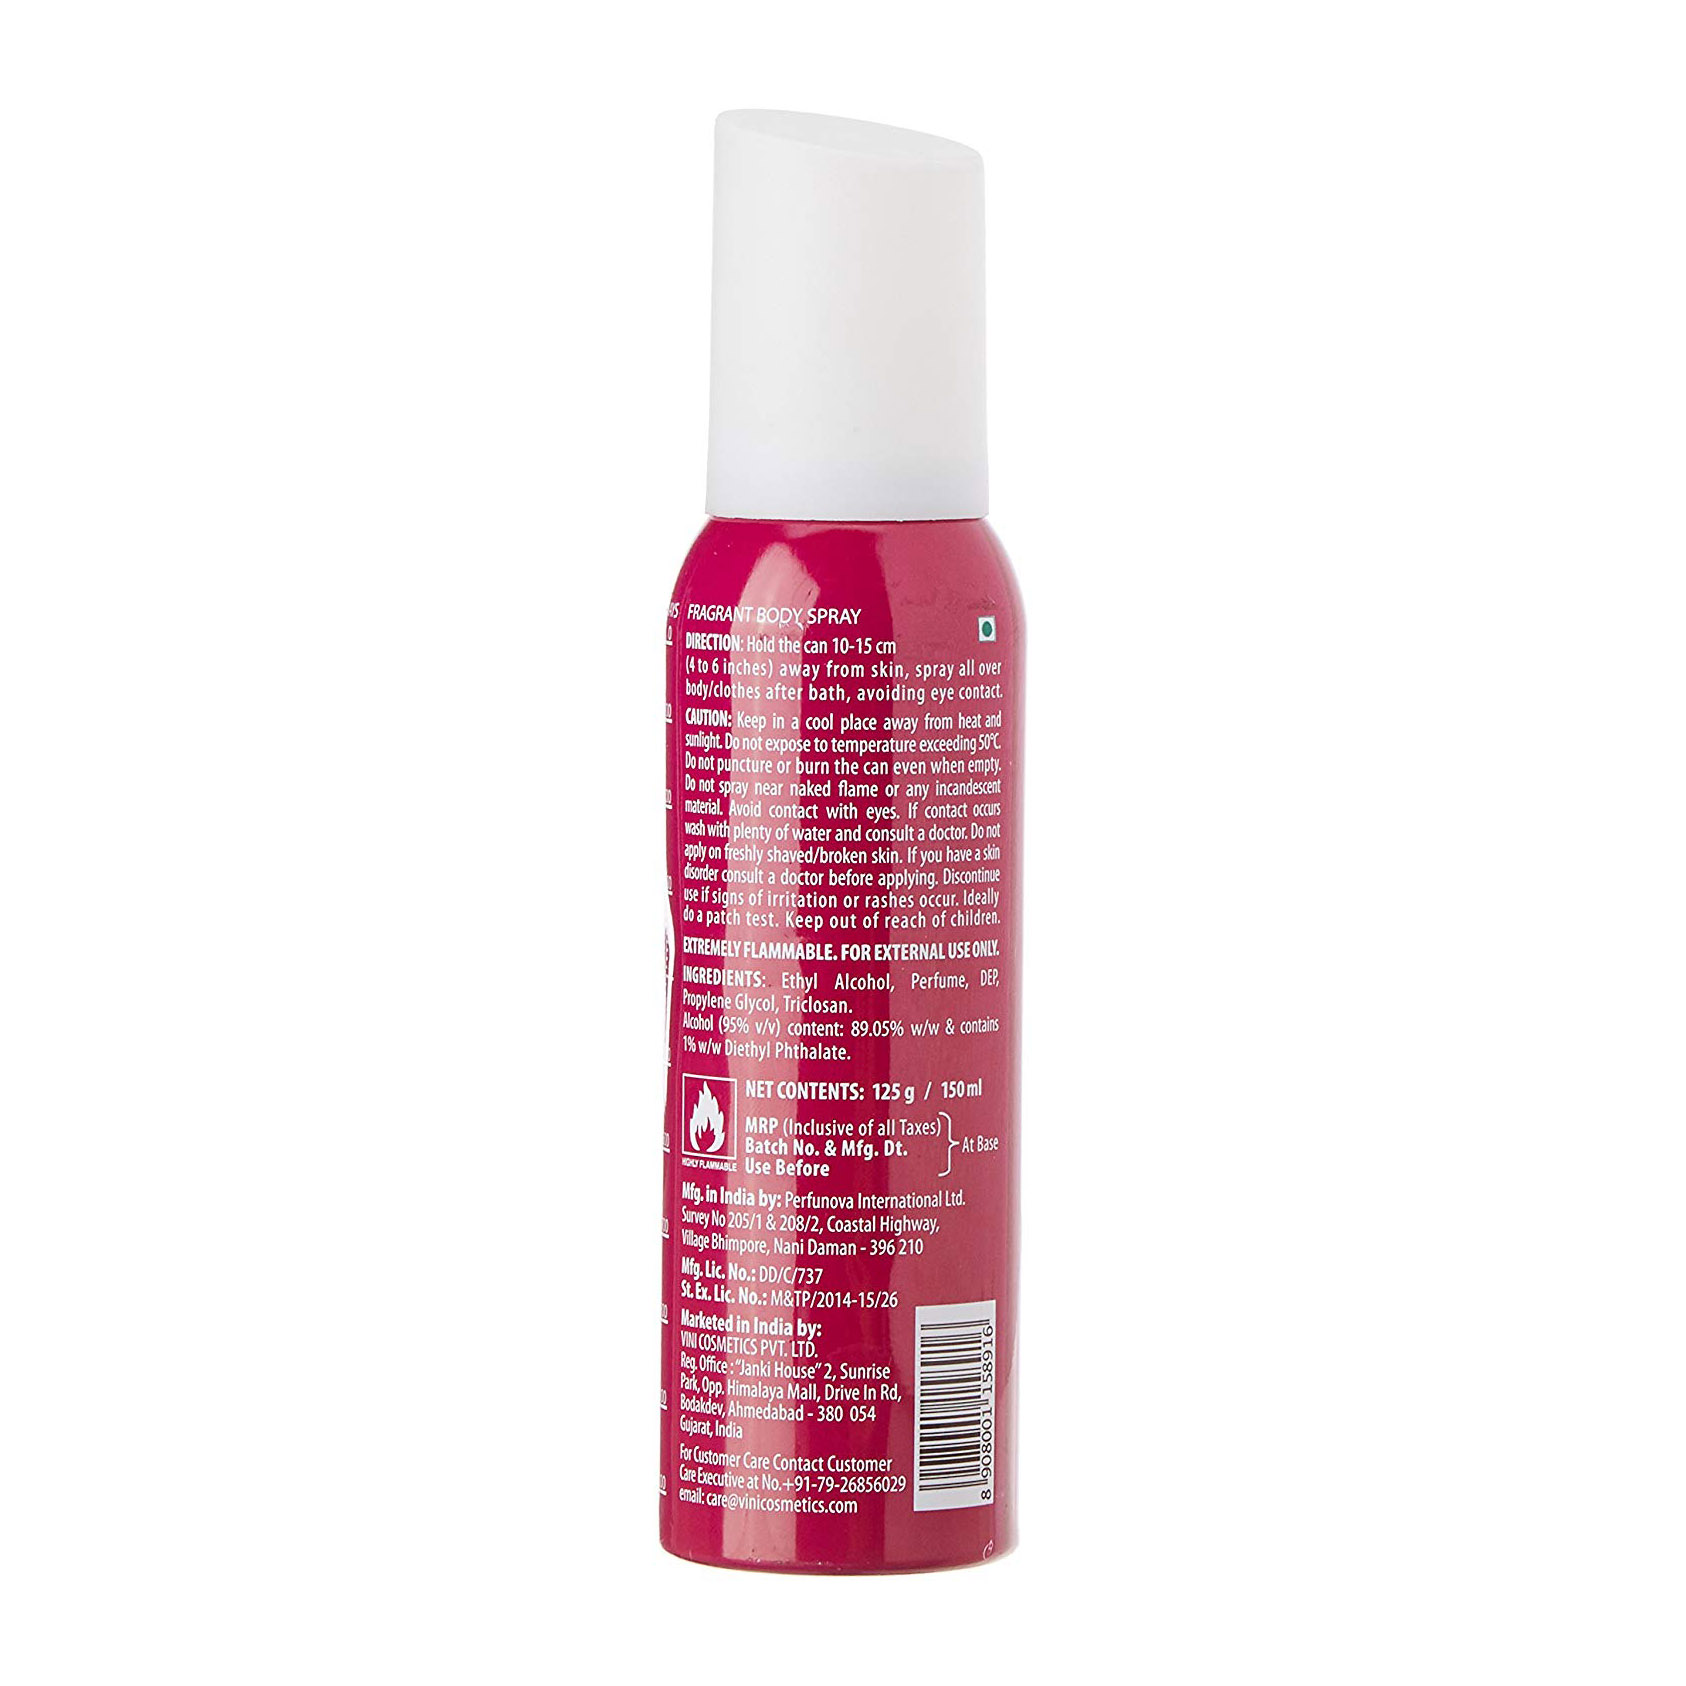 FRAGRANT BODY SPRAY
DIRECTION: Hold the can 10-15 cm
(4 to 6 inches) away from skin, spray all over
body/clothes after bath, avoiding eye contact.
CAUTION: Keep in a cool place away from heat and
sunlight. Do not expose to temperature exceeding 50°C.
Do not puncture or burn the can even when empty.
Do not spray near naked flame or any incandescent
material. Avoid contact with eyes. If contact occurs
wash with plenty of water and consult a doctor. Do not
apply on freshly shaved/broken skin. If you have a skin
disorder consult a doctor before applying. Discontinue
use if signs of irritation or rashes occur. Ideally
do a patch test. Keep out of reach of children.
EXTREMELY FLAMMABLE. FOR EXTERNAL USE ONLY.
INGREDIENTS: Ethyl Alcohol, Perfume, DEP,
Propylene Glycol, Triclosan.
Alcohol (95% v/v) content: 89.05% w/w & contains
1% w/w Diethyl Phthalate.
NET CONTENTS: 125 g / 150 ml
MRP (Inclusive of all Taxes)
Batch No. & Mfg. Dt.
Use Before
At Base
HIGHLY FLAMMABLE
Mfg. in India by: Perfunova International Ltd.
Survey No 205/1 & 208/2, Coastal Highway,
Village Bhimpore, Nani Daman - 396 210
Mfg. Lic. No.: DD/C/737
St. Ex. Lic. No.: M&TP/2014-15/26
Marketed in India by:
VINI COSMETICS PVT. LTD.
Reg. Office : "Janki House" 2, Sunrise
Park, Opp. Himalaya Mall, Drive In Rd,
Bodakdev, Ahmedabad - 380 054
Gujarat, India
For Customer Care Contact Customer
Care Executive at No.+91-79-26856029
email: care@vinicosmetics.com
8 908001 158916